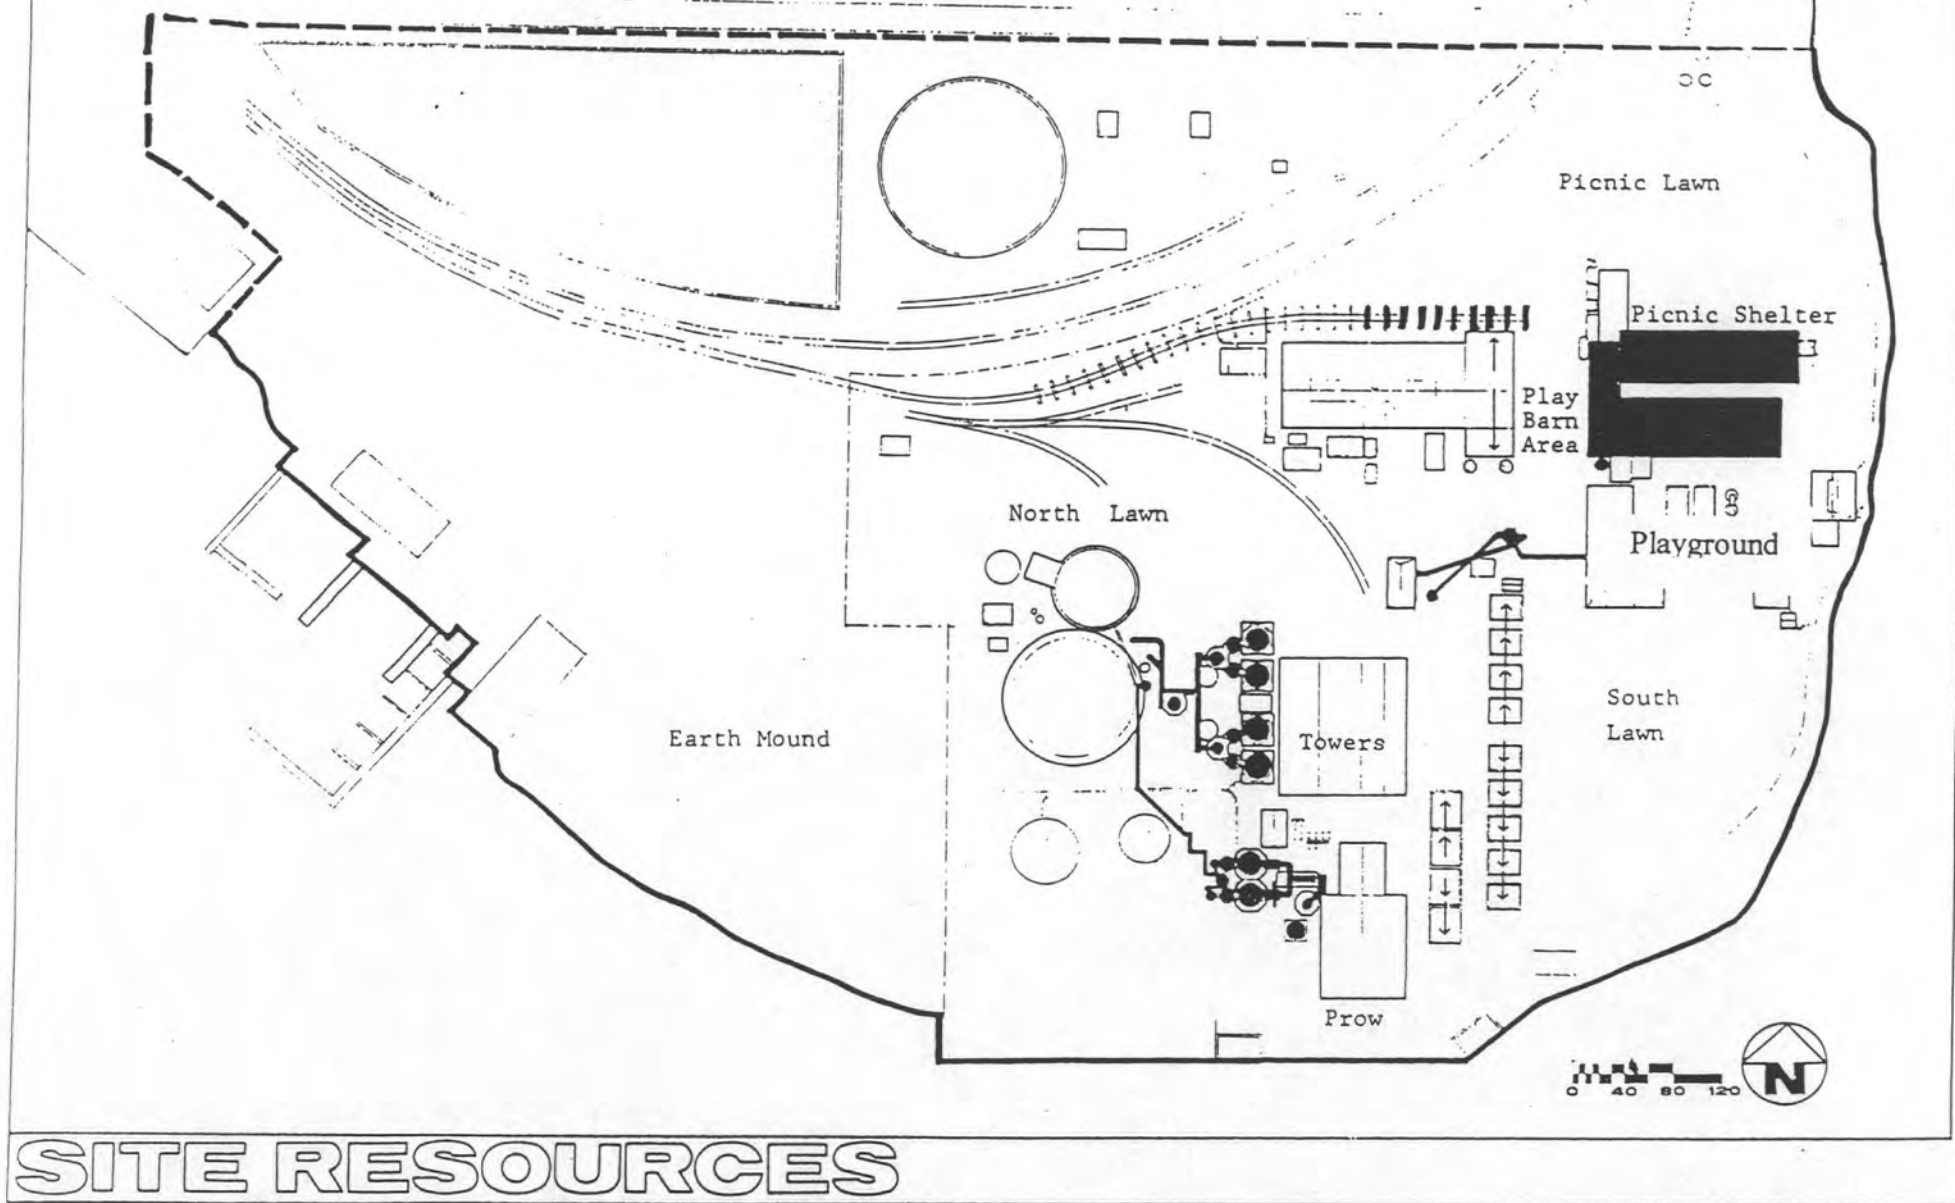 Picnic Lawn
Picnic Shelter
Play
Barn
Area
North Lawn
Playground
South
Lawn
Earth Mound
Towers
Prow
0 40 80 120
N
SITE RESOURCES